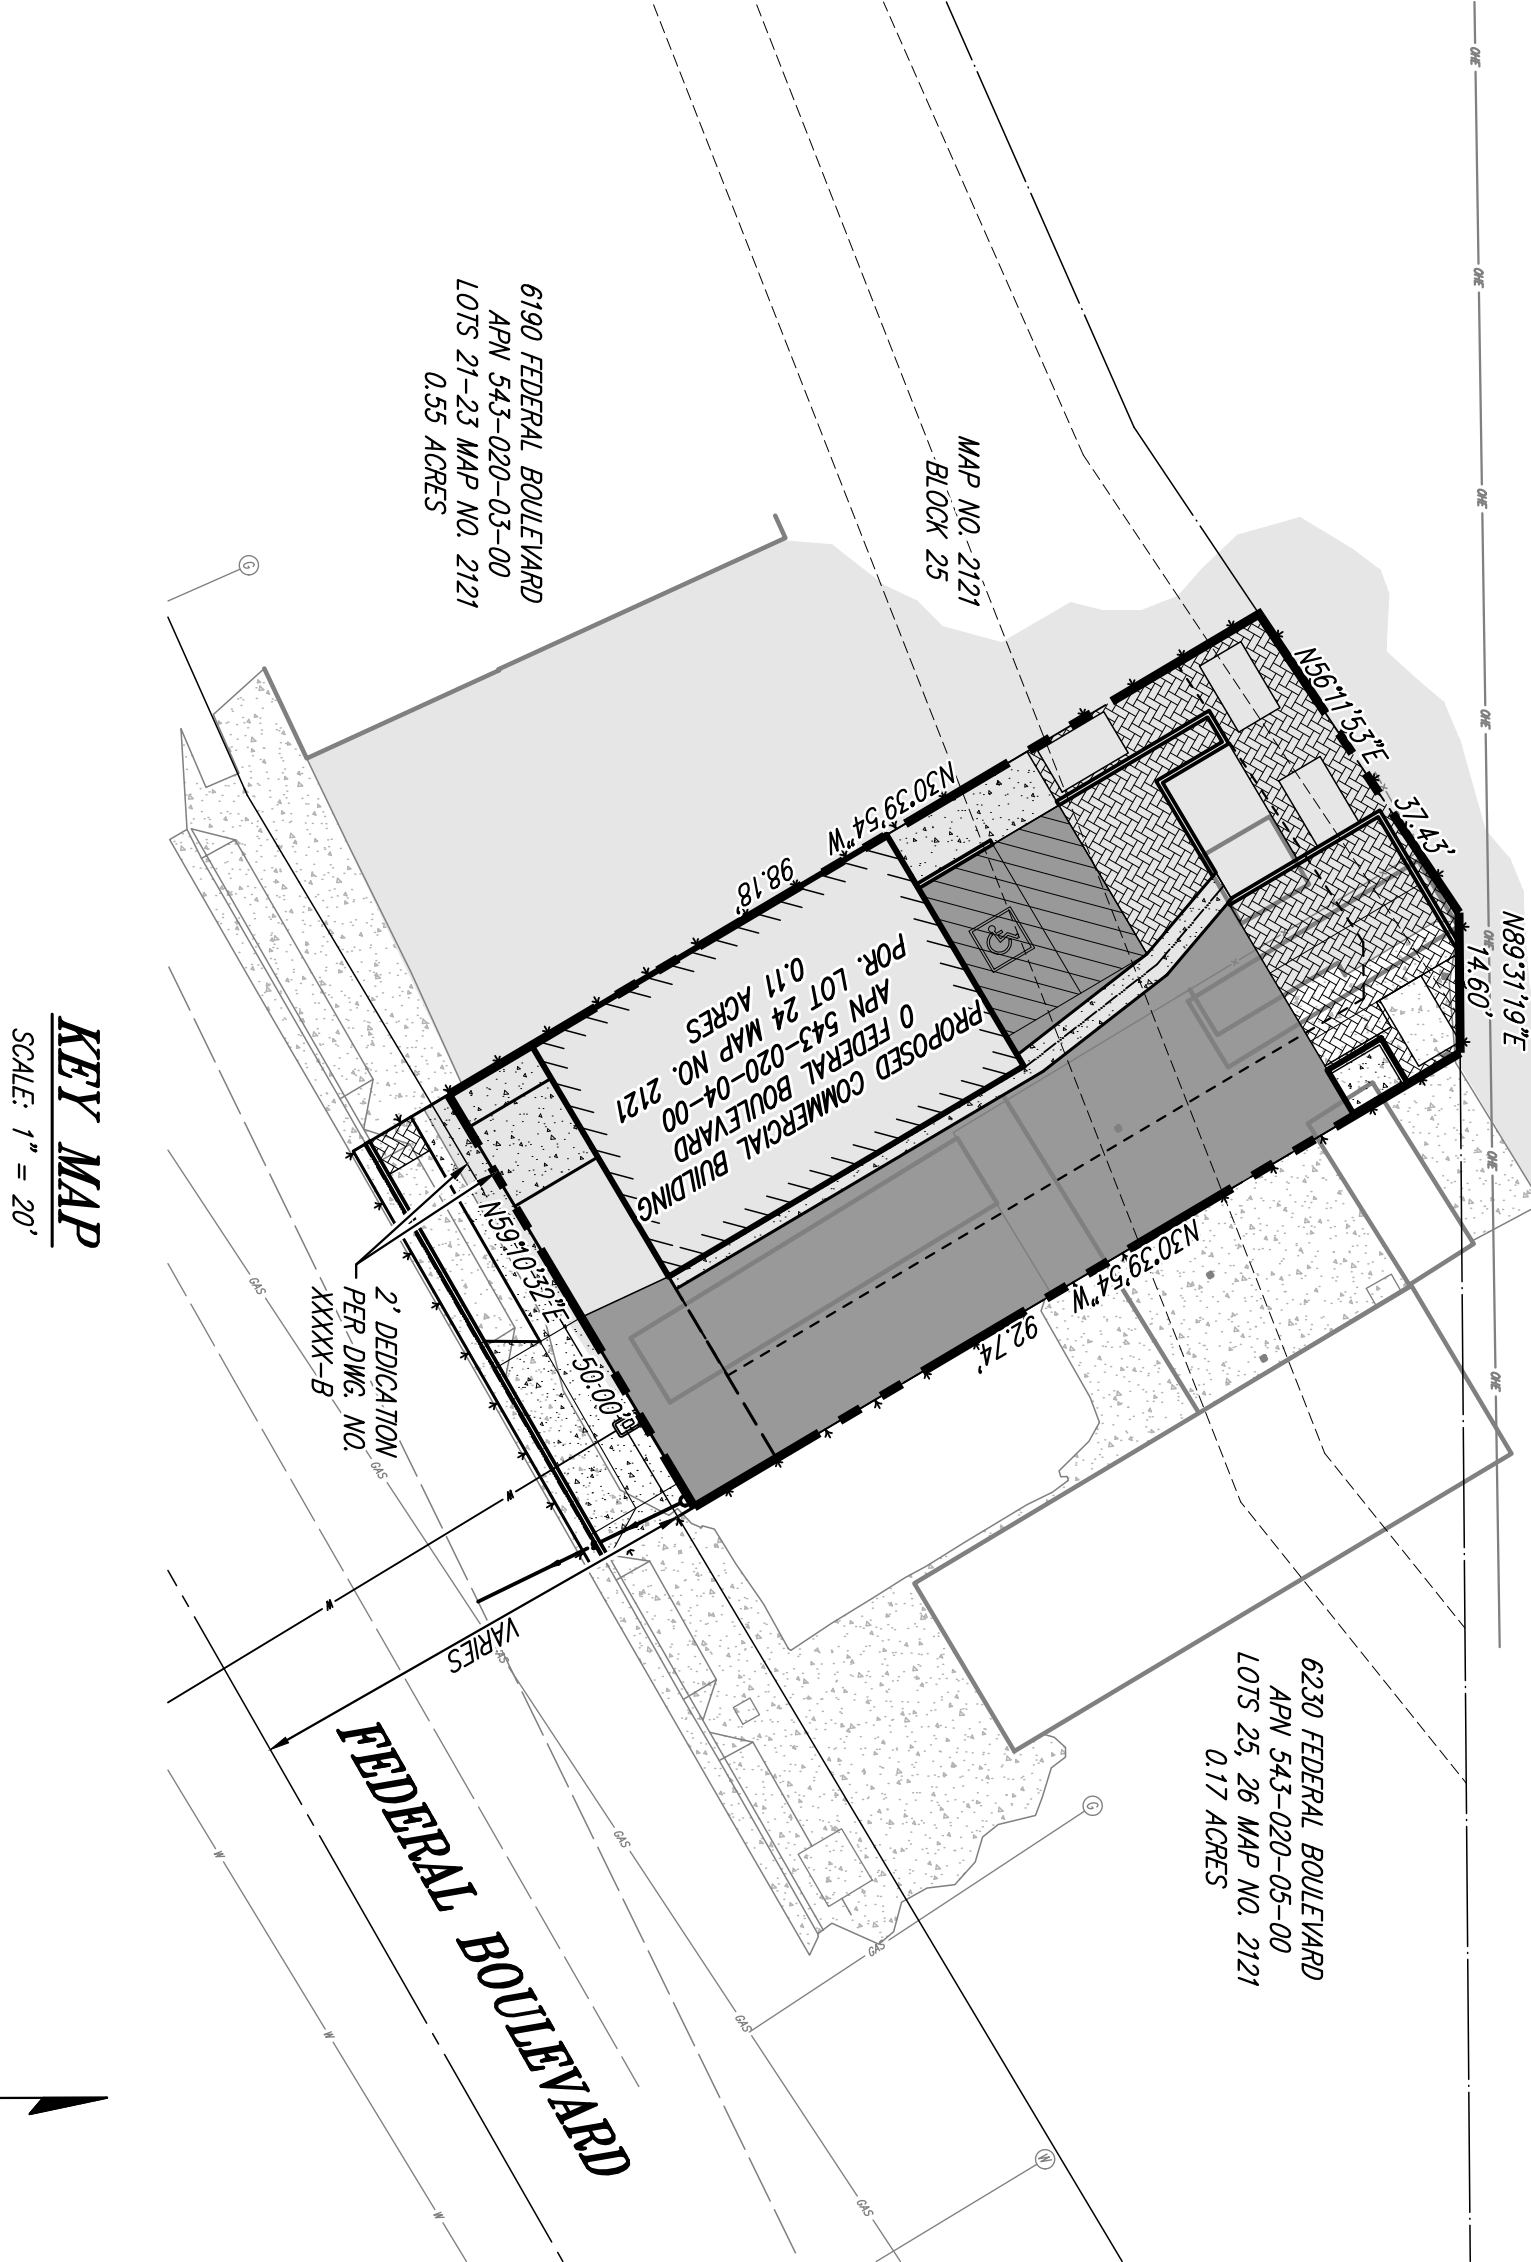 N89°31'19"E
14.60'
N56°11'53"E
37.43'
MAP NO. 2121
BLOCK 25
6190 FEDERAL BOULEVARD
APN 543-020-03-00
LOTS 21-23 MAP NO. 2121
0.55 ACRES
N30°39'54"W
98.18'
PROPOSED COMMERCIAL BUILDING
0 FEDERAL BOULEVARD
APN 543-020-04-00
POR. LOT 24 MAP NO. 2121
0.11 ACRES
N30°39'54"W
92.74'
N59°10'32"E
50.00'
2' DEDICATION
PER DWG. NO.
XXXXX-B
6230 FEDERAL BOULEVARD
APN 543-020-05-00
LOTS 25, 26 MAP NO. 2121
0.17 ACRES
VARIES
FEDERAL BOULEVARD
KEY MAP
SCALE: 1" = 20'
OHE
OHE
OHE
OHE
OHE
OHE
OHE
GAS
GAS
GAS
GAS
GAS
GAS
GAS
G
G
W
W
W
W
W
W